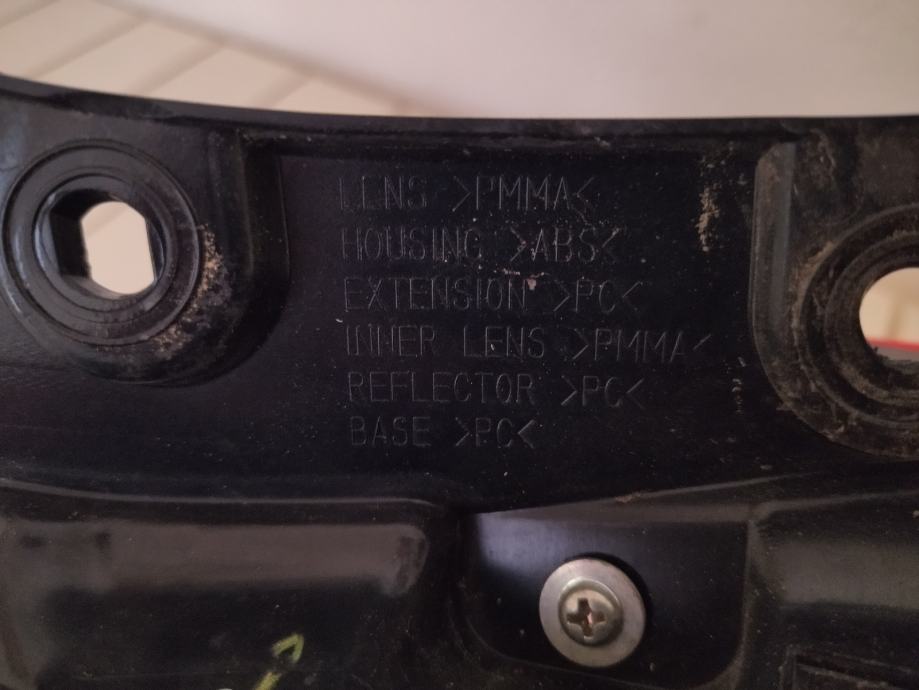 LENS >PMMA<
HOUSING >ABS<
EXTENSION >PC<
INNER LENS >PMMA<
REFLECTOR >PC<
BASE >PC<